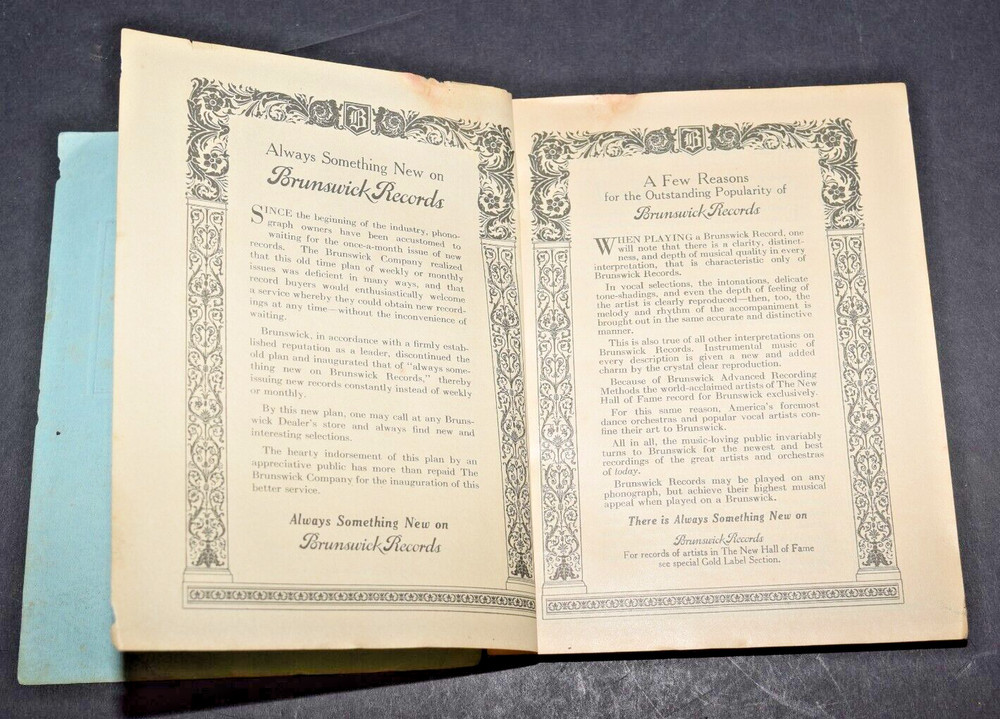 B
Always Something New on
Brunswick Records
SINCE the beginning of the industry, phono-
graph owners have been accustomed to
waiting for the once-a-month issue of new
records. The Brunswick Company realized
that this old time plan of weekly or monthly
issues was deficient in many ways, and that
record buyers would enthusiastically welcome
a service whereby they could obtain new record-
ings at any time—without the inconvenience of
waiting.
Brunswick, in accordance with a firmly estab-
lished reputation as a leader, discontinued the
old plan and inaugurated that of "always some-
thing new on Brunswick Records," thereby
issuing new records constantly instead of weekly
or monthly.
By this new plan, one may call at any Bruns-
wick Dealer's store and always find new and
interesting selections.
The hearty indorsement of this plan by an
appreciative public has more than repaid The
Brunswick Company for the inauguration of this
better service.
Always Something New on
Brunswick Records
B
A Few Reasons
for the Outstanding Popularity of
Brunswick Records
WHEN PLAYING a Brunswick Record, one
will note that there is a clarity, distinct-
ness, and depth of musical quality in every
interpretation, that is characteristic only of
Brunswick Records.
In vocal selections, the intonations, delicate
tone-shadings, and even the depth of feeling of
the artist is clearly reproduced—then, too, the
melody and rhythm of the accompaniment is
brought out in the same accurate and distinctive
manner.
This is also true of all other interpretations on
Brunswick Records. Instrumental music of
every description is given a new and added
charm by the crystal clear reproduction.
Because of Brunswick Advanced Recording
Methods the world-acclaimed artists of The New
Hall of Fame record for Brunswick exclusively.
For this same reason, America's foremost
dance orchestras and popular vocal artists con-
fine their art to Brunswick.
All in all, the music-loving public invariably
turns to Brunswick for the newest and best
recordings of the great artists and orchestras
of today.
Brunswick Records may be played on any
phonograph, but achieve their highest musical
appeal when played on a Brunswick.
There is Always Something New on
Brunswick Records
For records of artists in The New Hall of Fame
see special Gold Label Section.